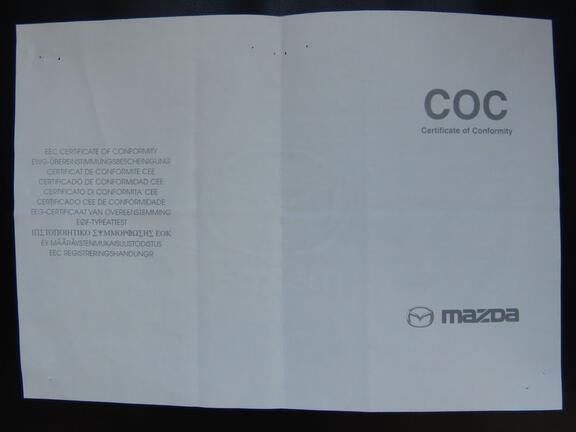 EEC CERTIFICATE OF CONFORMITY
EWG-ÜBEREINSTIMMUNGSBESCHEINIGUNG
CERTIFICAT DE CONFORMITE CEE
CERTIFICADO DE CONFORMIDAD CEE
CERTIFICATO DI CONFORMITA' CEE
CERTIFICADO CEE DE CONFORMIDADE
EEG-CERTIFICAAT VAN OVEREENSTEMMING
EØF-TYPEATTEST
ΙΠΣΤΟΠΟΙΗΤΙΚΟ ΣΥΜΜΟΡΦΩΣΗΣ ΕΟΚ
EY MÄÄRÄYSTENMUKAISUUSTODISTUS
EEC REGISTRERINGSHANDUNGR
COC
Certificate of Conformity
mazda